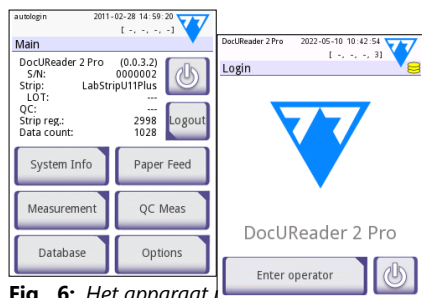 autologin 2011-02-28 14:59:20
[ -, -, -, -]
Main
DocUReader 2 Pro (0.0.3.2)
S/N: 0000002
Strip: LabStripU11Plus
LOT: ---
QC: ---
Strip reg.: 2998
Data count: 1028
Logout
System Info
Paper Feed
Measurement
QC Meas
Database
Options
DocUReader 2 Pro 2022-05-10 10:42:54
[ -, -, -, 3]
Login
DocUReader 2 Pro
Enter operator
Fig. 6: Het apparaat